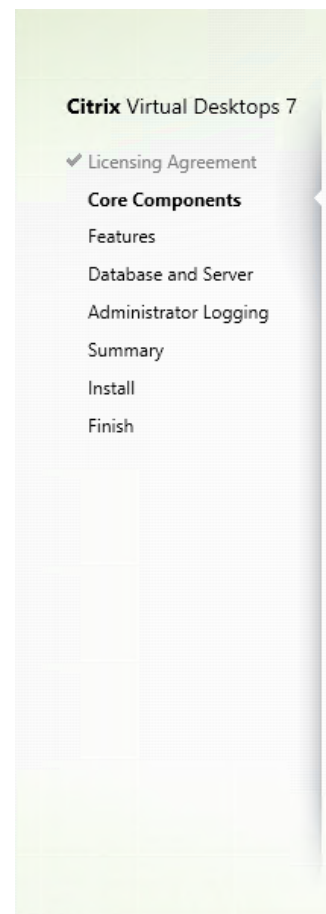 Citrix Virtual Desktops 7
Licensing Agreement
Core Components
Features
Database and Server
Administrator Logging
Summary
Install
Finish